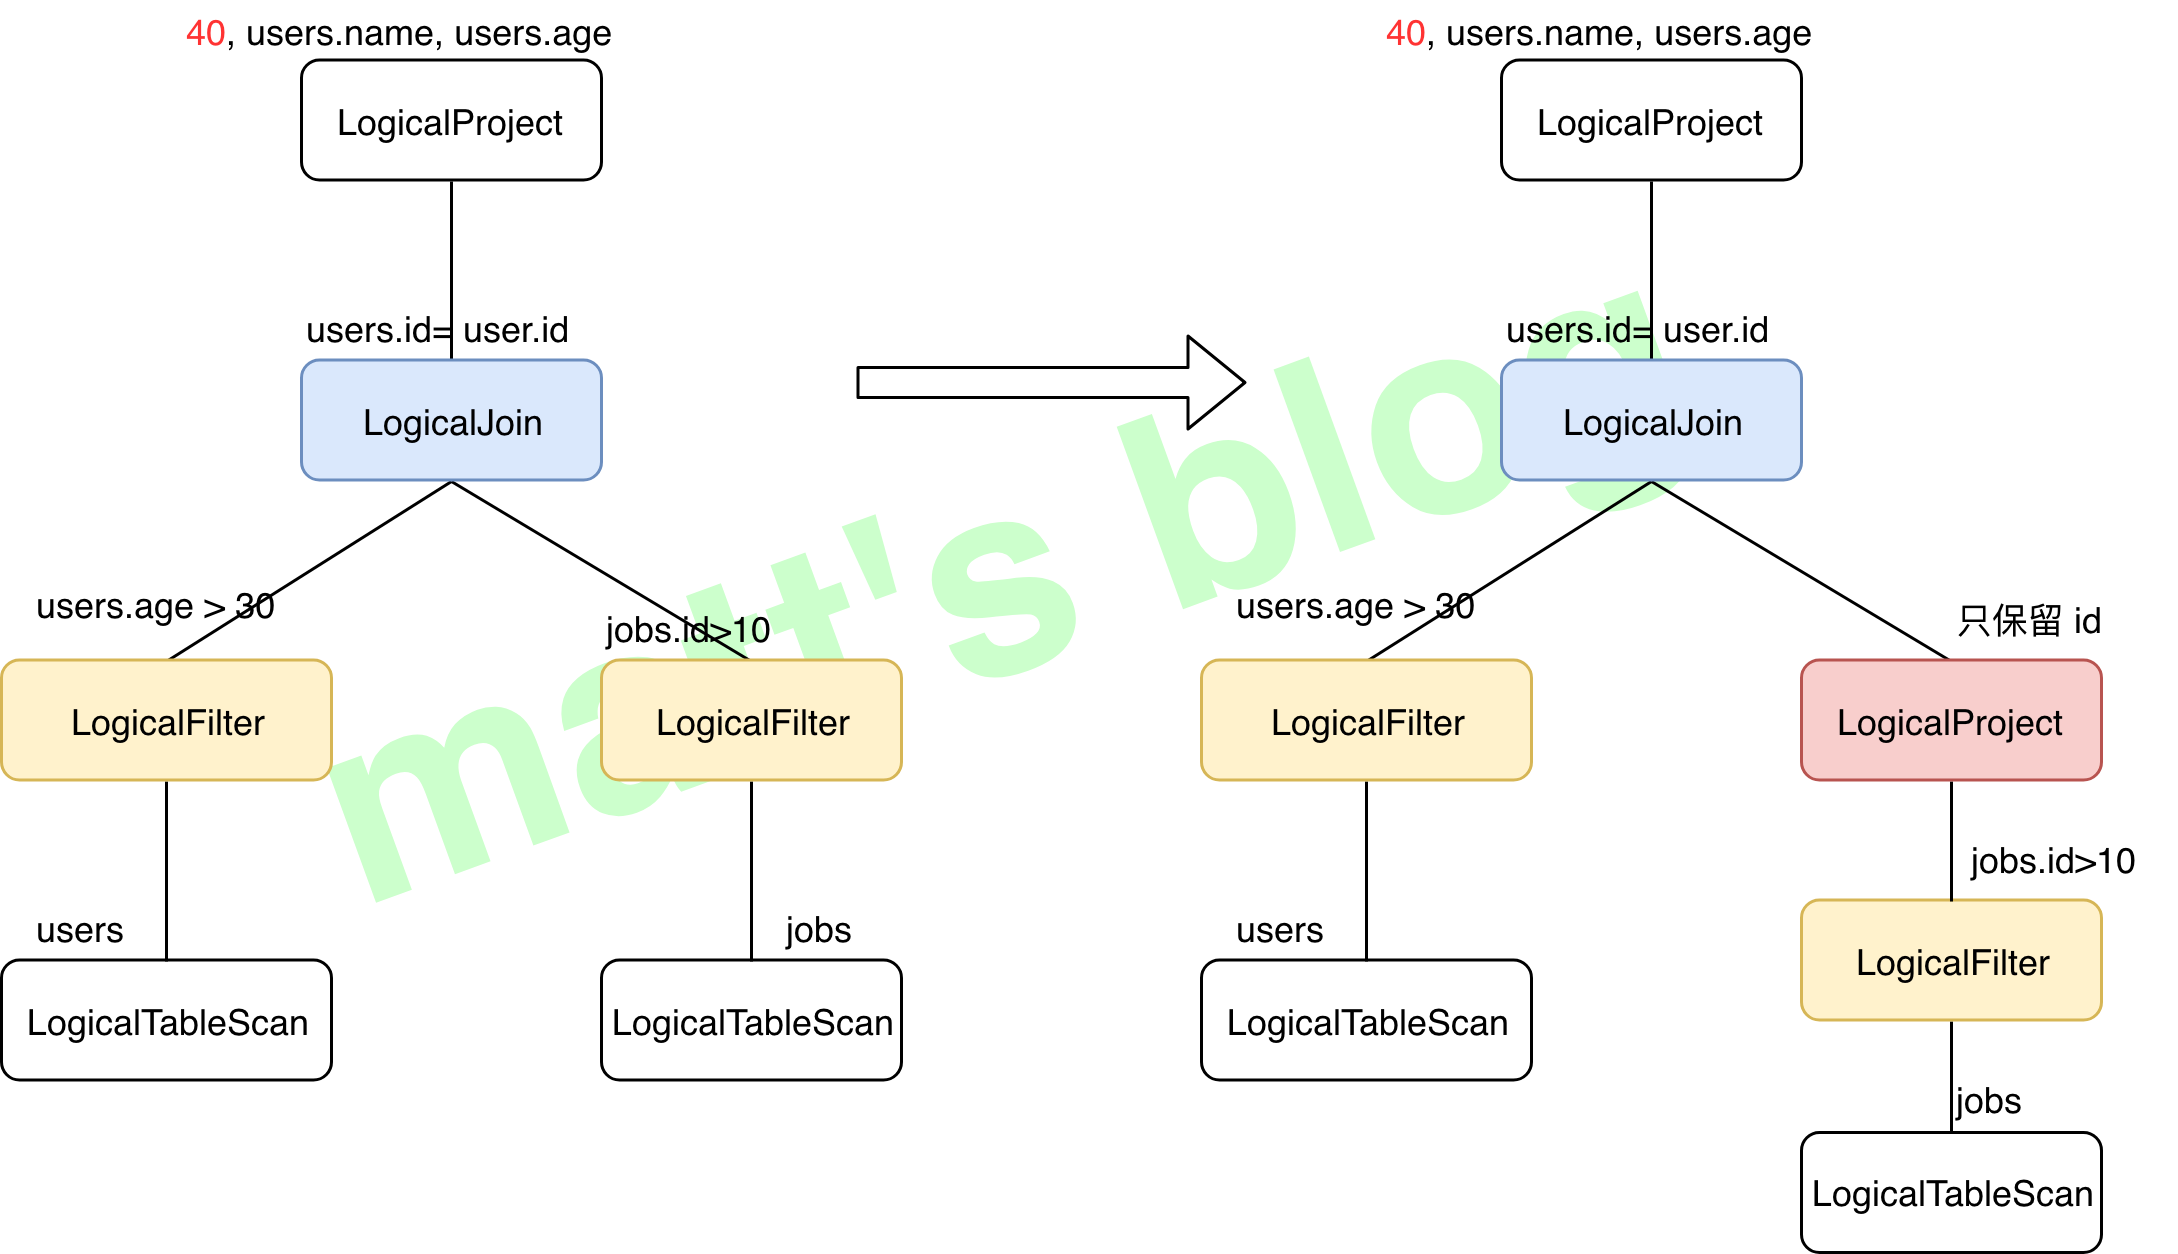 40, users.name, users.age
LogicalProject
users.id= user.id
LogicalJoin
users.age > 30
jobs.id>10
LogicalFilter
LogicalFilter
users
jobs
LogicalTableScan
LogicalTableScan
40, users.name, users.age
LogicalProject
users.id= user.id
LogicalJoin
users.age > 30
只保留 id
LogicalFilter
LogicalProject
jobs.id>10
users
LogicalFilter
LogicalTableScan
jobs
LogicalTableScan
matt's blog